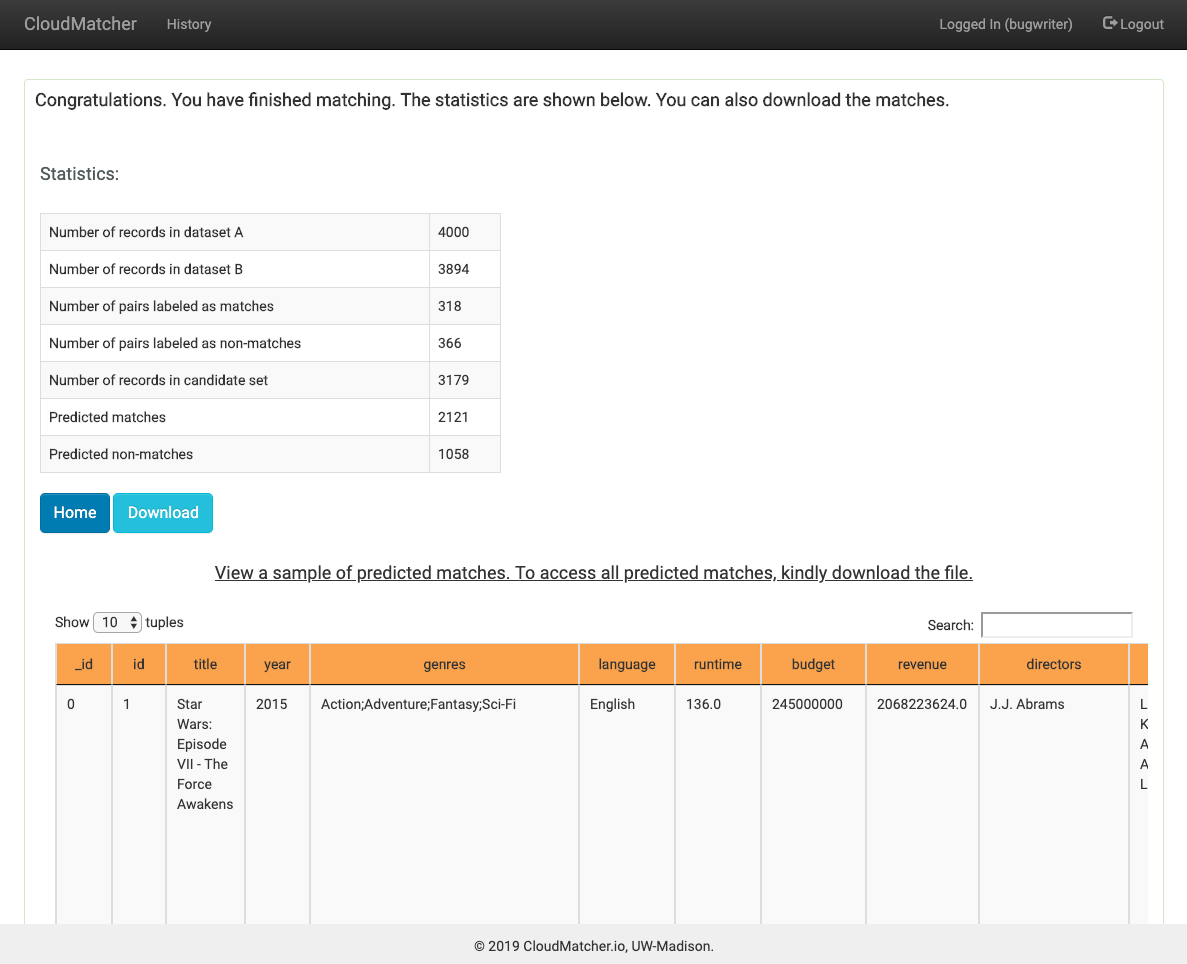 CloudMatcher History Logged In (bugwriter) Logout
Congratulations. You have finished matching. The statistics are shown below. You can also download the matches.
Statistics:
Number of records in dataset A 4000
Number of records in dataset B 3894
Number of pairs labeled as matches 318
Number of pairs labeled as non-matches 366
Number of records in candidate set 3179
Predicted matches 2121
Predicted non-matches 1058
Home Download
View a sample of predicted matches. To access all predicted matches, kindly download the file.
Show 10 tuples Search:
_id id title year genres language runtime budget revenue directors
0 1 Star 2015 Action;Adventure;Fantasy;Sci-Fi English 136.0 245000000 2068223624.0 J.J. Abrams L
Wars: K
Episode A
VII - The A
Force L
Awakens
© 2019 CloudMatcher.io, UW-Madison.